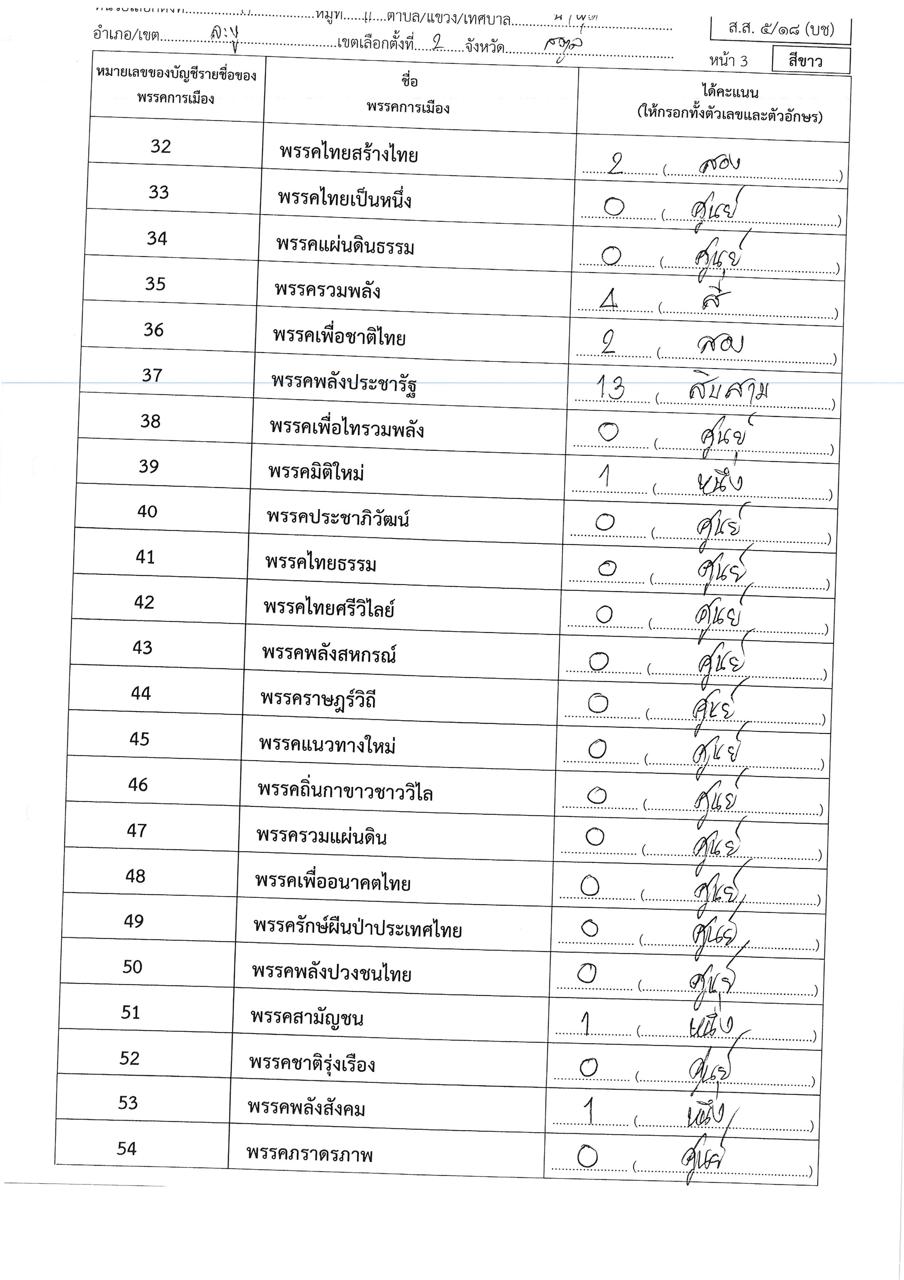 หมู่ที่ 11 ตำบล/แขวง/เทศบาล
ส.ส. ๕/๑๘ (บช)
อำเภอ/เขต ละงู เขตเลือกตั้งที่ 2 จังหวัด สตูล
หน้า 3 สีขาว
หมายเลขของบัญชีรายชื่อของพรรคการเมือง ชื่อพรรคการเมือง ได้คะแนน (ให้กรอกทั้งตัวเลขและตัวอักษร)
32 พรรคไทยสร้างไทย 2 (สอง)
33 พรรคไทยเป็นหนึ่ง 0 (ศูนย์)
34 พรรคแผ่นดินธรรม 0 (ศูนย์)
35 พรรครวมพลัง 4 (สี่)
36 พรรคเพื่อชาติไทย 2 (สอง)
37 พรรคพลังประชารัฐ 13 (สิบสาม)
38 พรรคเพื่อไทรวมพลัง 0 (ศูนย์)
39 พรรคมิติใหม่ 1 (หนึ่ง)
40 พรรคประชาภิวัฒน์ 0 (ศูนย์)
41 พรรคไทยธรรม 0 (ศูนย์)
42 พรรคไทยศรีวิไลย์ 0 (ศูนย์)
43 พรรคพลังสหกรณ์ 0 (ศูนย์)
44 พรรคราษฎร์วิถี 0 (ศูนย์)
45 พรรคแนวทางใหม่ 0 (ศูนย์)
46 พรรคถิ่นกาขาวชาววิไล 0 (ศูนย์)
47 พรรครวมแผ่นดิน 0 (ศูนย์)
48 พรรคเพื่ออนาคตไทย 0 (ศูนย์)
49 พรรครักษ์ผืนป่าประเทศไทย 0 (ศูนย์)
50 พรรคพลังปวงชนไทย 0 (ศูนย์)
51 พรรคสามัญชน 1 (หนึ่ง)
52 พรรคชาติรุ่งเรือง 0 (ศูนย์)
53 พรรคพลังสังคม 1 (หนึ่ง)
54 พรรคภราดรภาพ 0 (ศูนย์)